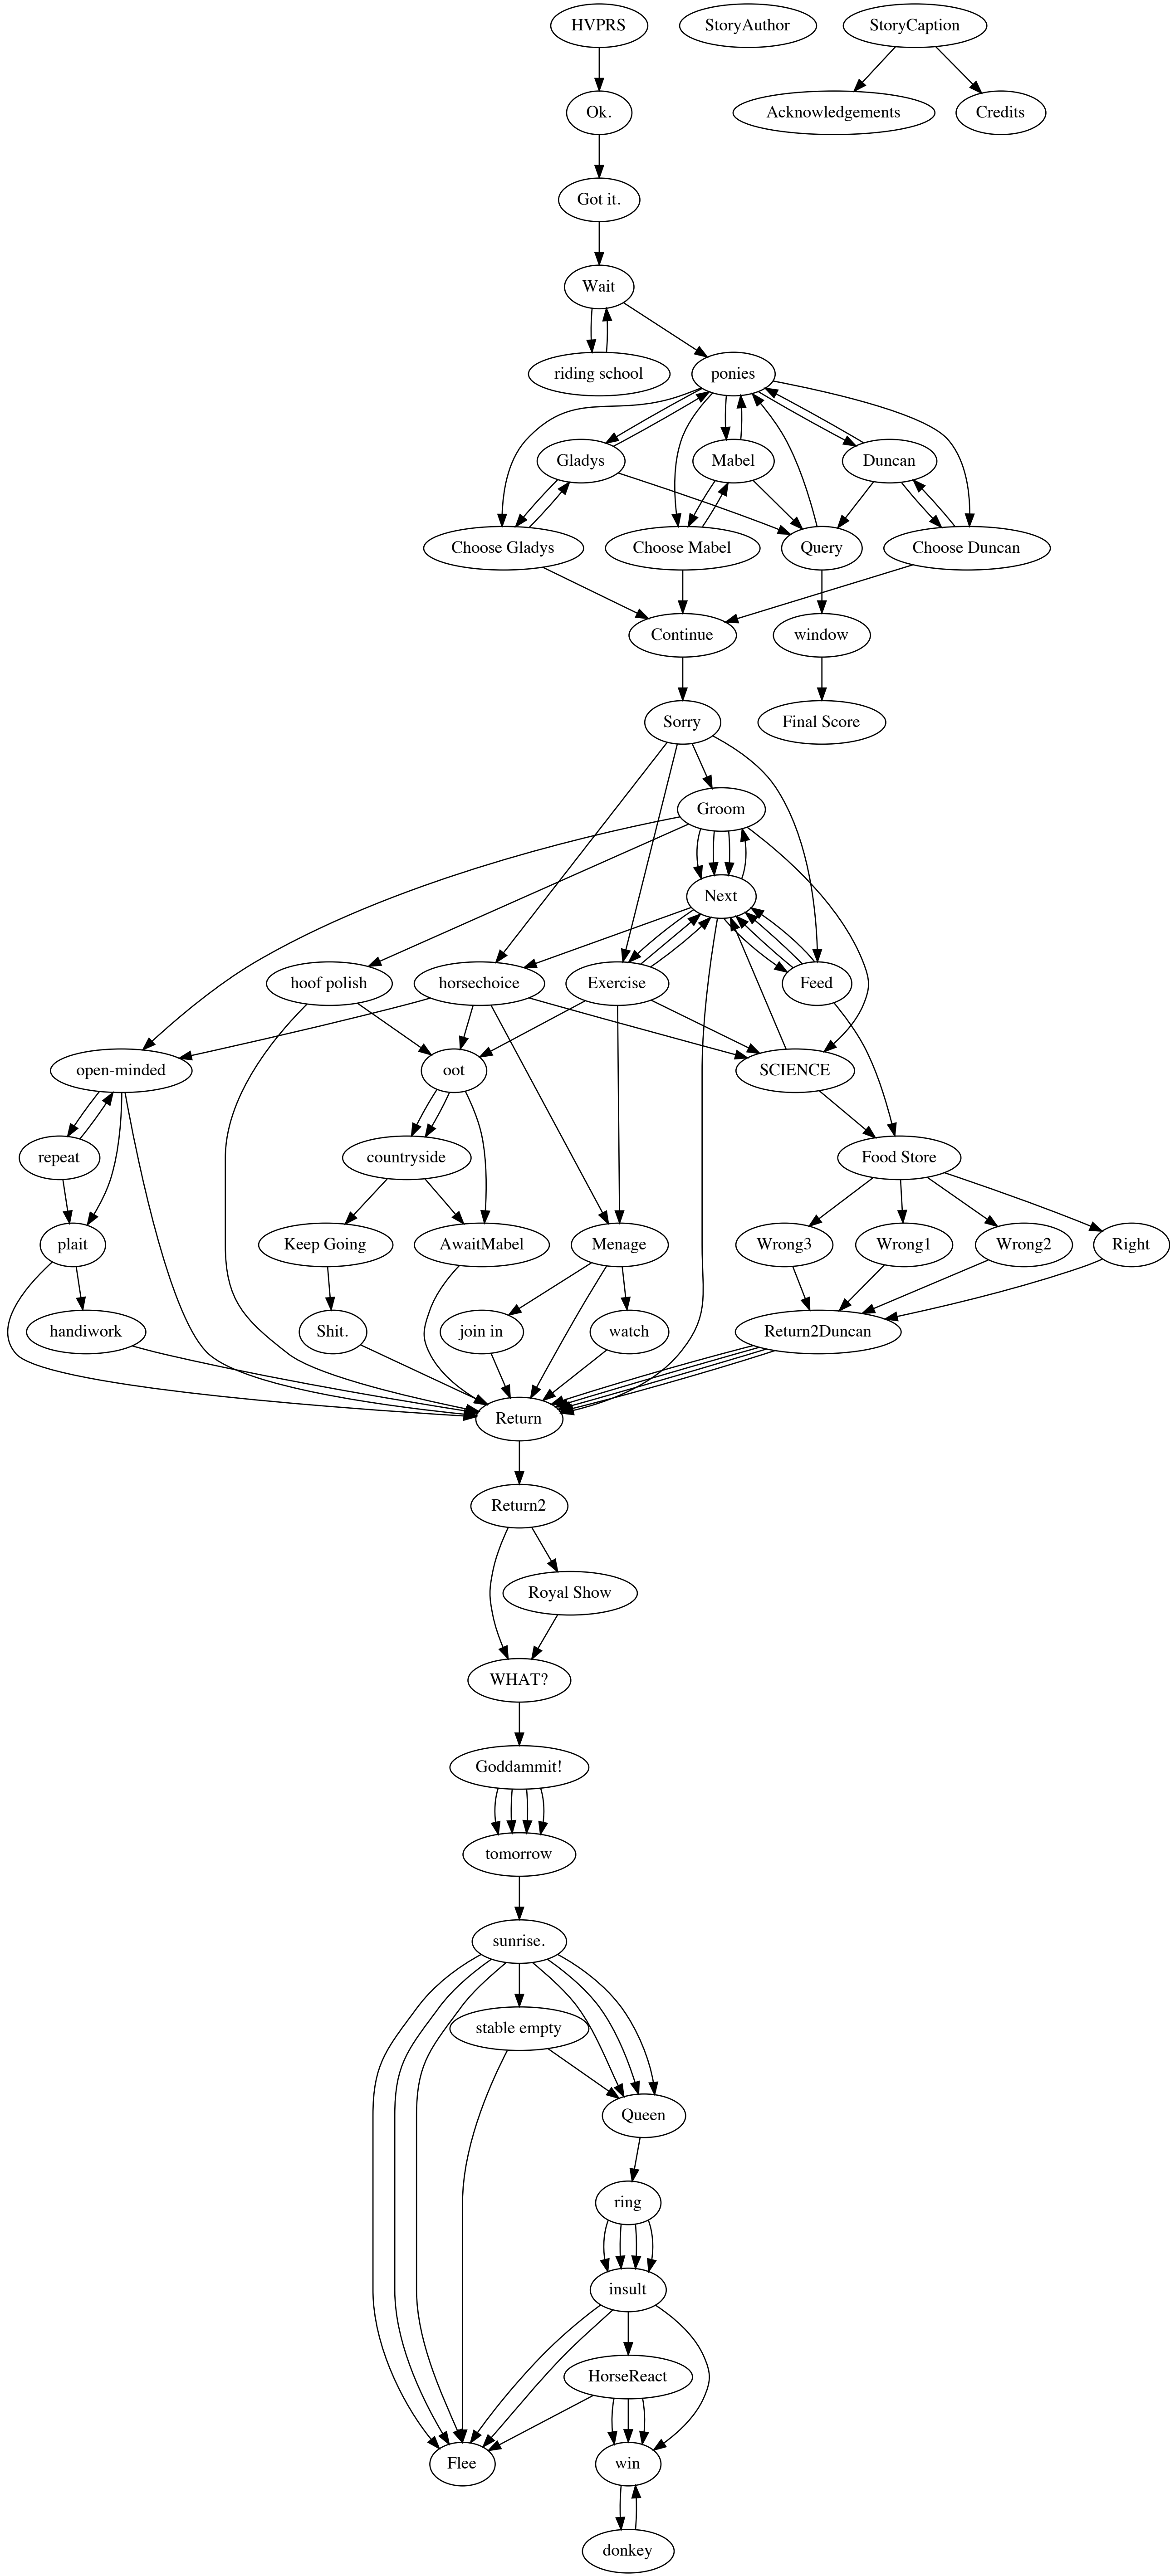 HVPRS
StoryAuthor
StoryCaption
Ok.
Acknowledgements
Credits
Got it.
Wait
riding school
ponies
Gladys
Mabel
Duncan
Choose Gladys
Choose Mabel
Query
Choose Duncan
Continue
window
Sorry
Final Score
Groom
Next
hoof polish
horsechoice
Exercise
Feed
open-minded
oot
SCIENCE
repeat
countryside
Food Store
plait
Keep Going
AwaitMabel
Menage
Wrong3
Wrong1
Wrong2
Right
handiwork
Shit.
join in
watch
Return2Duncan
Return
Return2
Royal Show
WHAT?
Goddammit!
tomorrow
sunrise.
stable empty
Queen
ring
insult
HorseReact
Flee
win
donkey